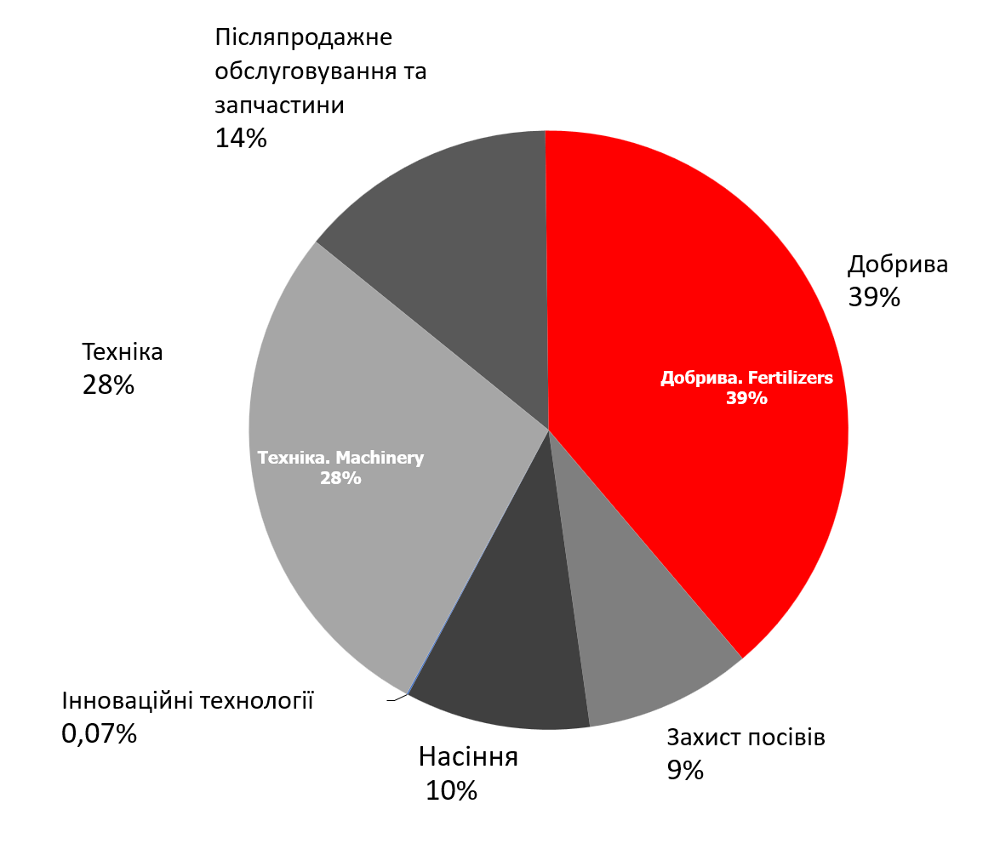 Післяпродажне
обслуговування та
запчастини
14%
Добрива
39%
Техніка
28%
Добрива. Fertilizers
39%
Техніка. Machinery
28%
Інноваційні технології
0,07%
Захист посівів
9%
Насіння
10%